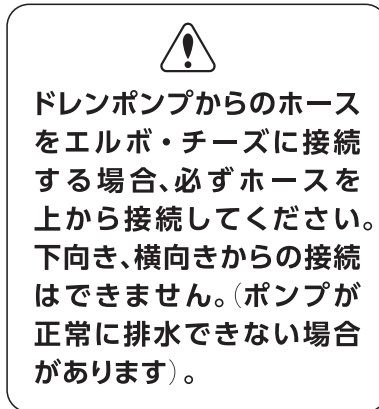 ドレンポンプからのホース
をエルボ・チーズに接続
する場合、必ずホースを
上から接続してください。
下向き、横向きからの接続
はできません。（ポンプが
正常に排水できない場合
があります）。